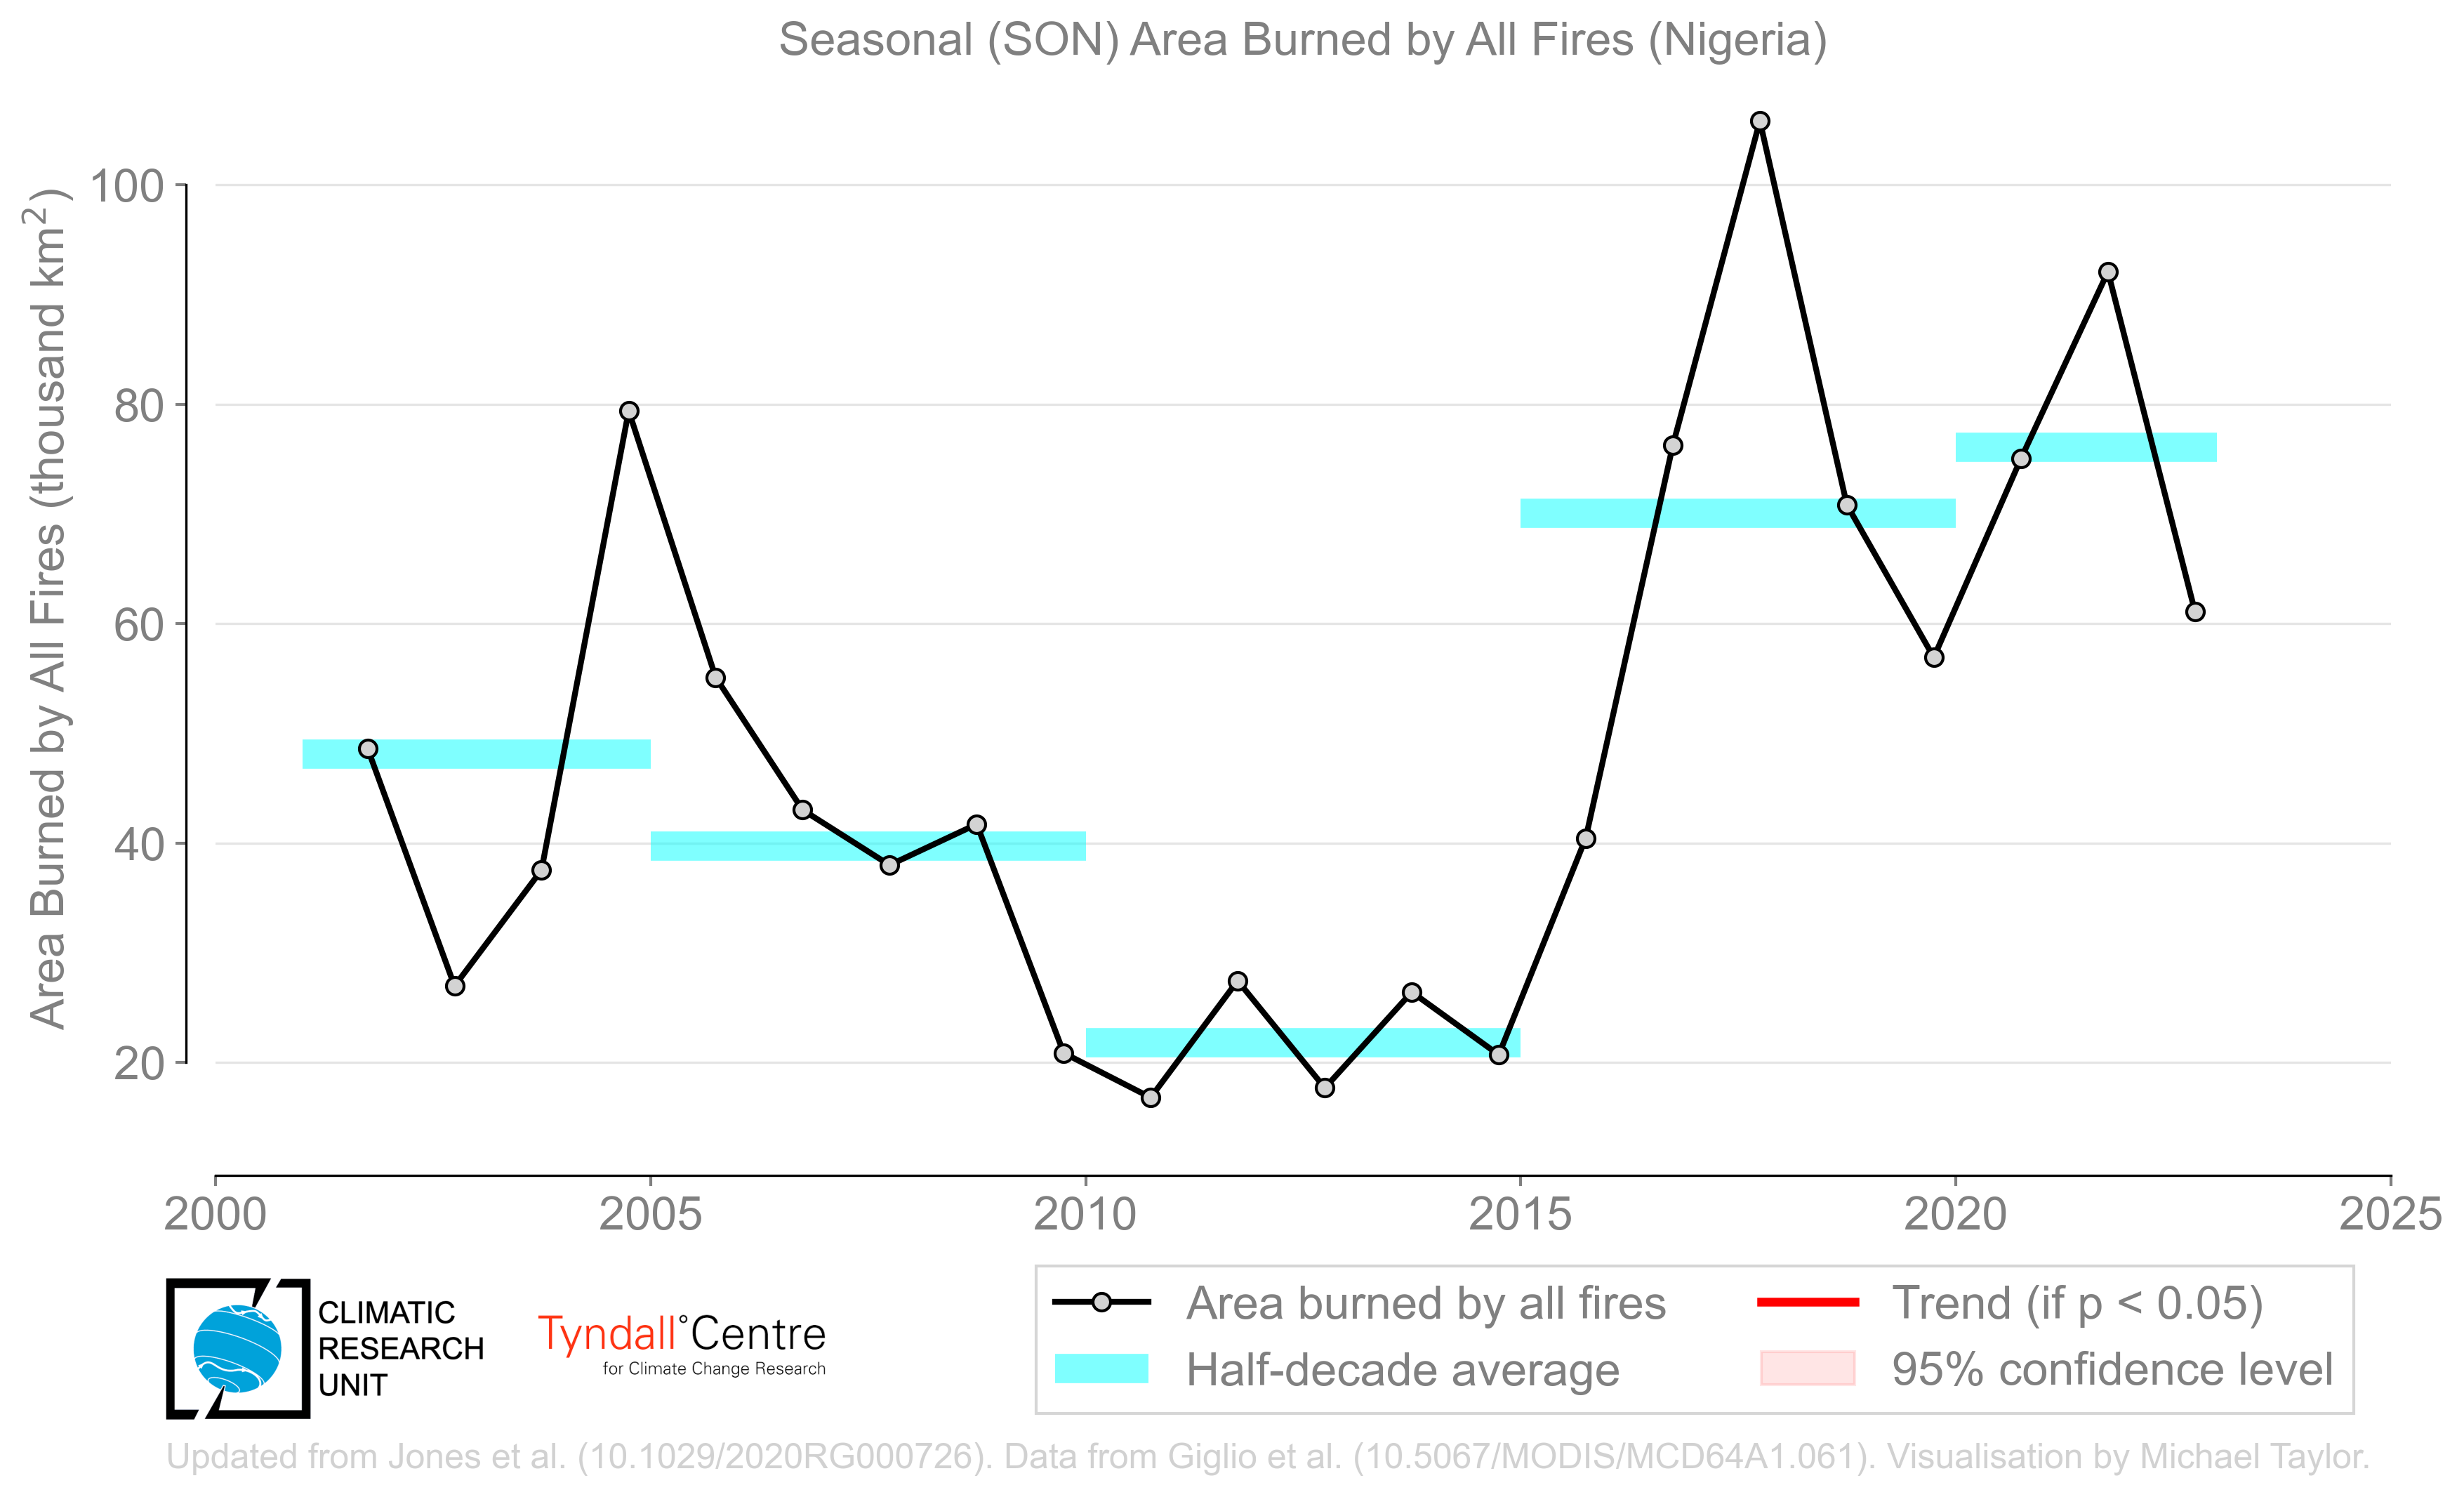 Seasonal (SON) Area Burned by All Fires (Nigeria)
Area Burned by All Fires (thousand km²)
100
80
60
40
20
2000
2005
2010
2015
2020
2025
CLIMATIC
RESEARCH
UNIT
Tyndall°Centre
for Climate Change Research
Area burned by all fires
Half-decade average
Trend (if p < 0.05)
95% confidence level
Updated from Jones et al. (10.1029/2020RG000726). Data from Giglio et al. (10.5067/MODIS/MCD64A1.061). Visualisation by Michael Taylor.